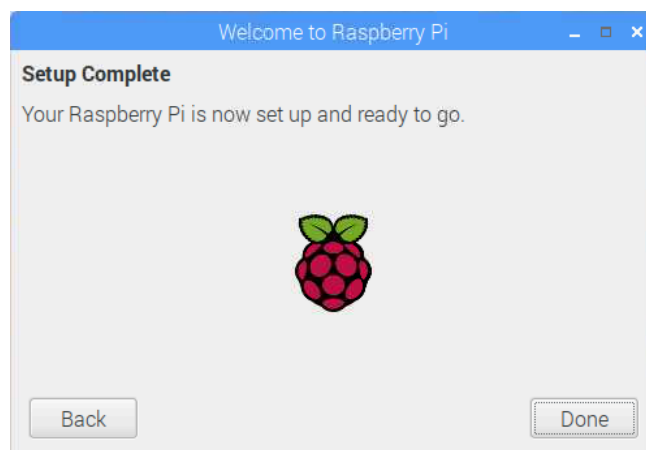 Welcome to Raspberry Pi
Setup Complete
Your Raspberry Pi is now set up and ready to go.
Back
Done